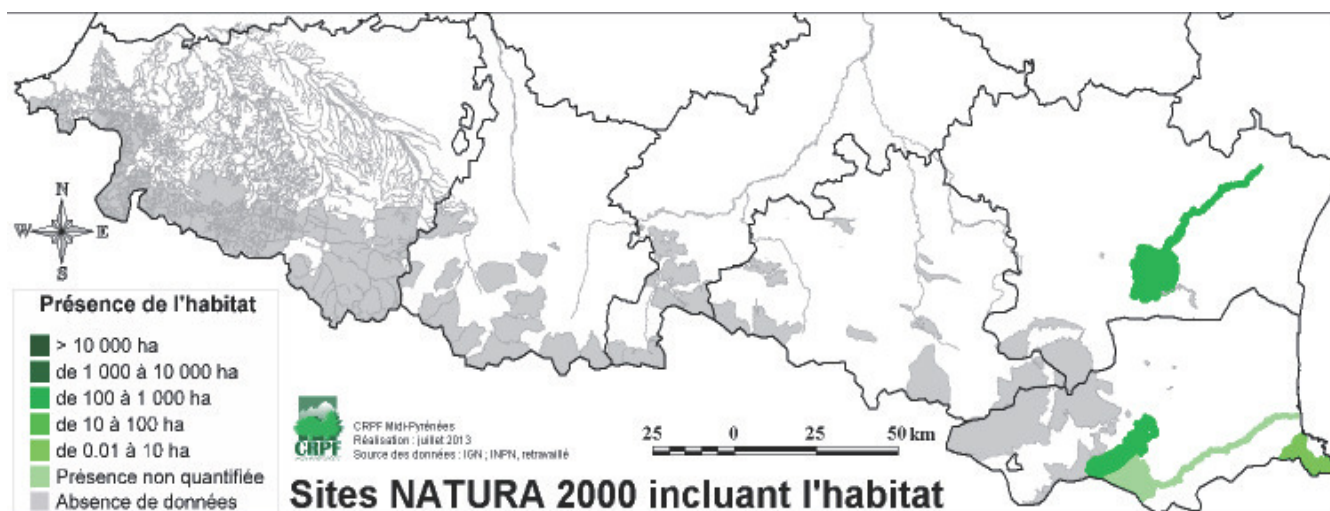 N
W E
S
Présence de l'habitat
> 10 000 ha
de 1 000 à 10 000 ha
de 100 à 1 000 ha
de 10 à 100 ha
de 0.01 à 10 ha
Présence non quantifiée
Absence de données
CRPF
CRPF Midi-Pyrénées
Réalisation : juillet 2013
Source des données : IGN ; INPN, retravaillé
25 0 25 50 km
Sites NATURA 2000 incluant l'habitat